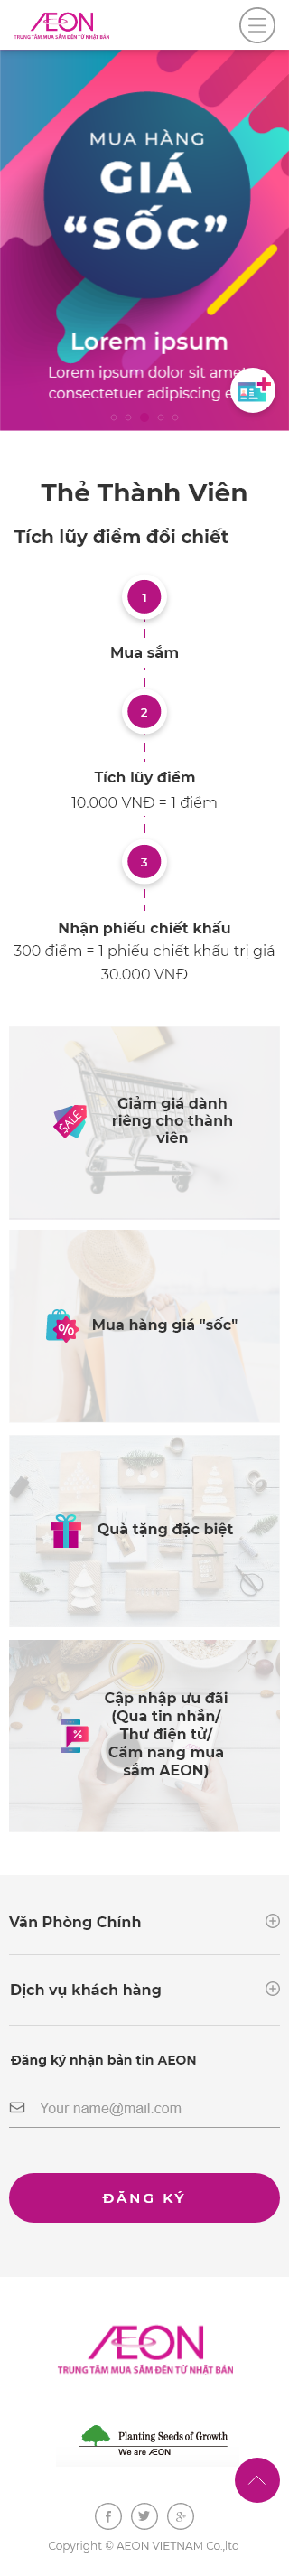 ÆON
TRUNG TÂM MUA SẮM ĐẾN TỪ NHẬT BẢN
MUA HÀNG
GIÁ
“SỐC”
Lorem ipsum
Lorem ipsum dolor sit amet
consectetuer adipiscing
Thẻ Thành Viên
Tích lũy điểm đổi chiết
1
Mua sắm
2
Tích lũy điểm
10.000 VNĐ = 1 điểm
3
Nhận phiếu chiết khấu
300 điểm = 1 phiếu chiết khấu trị giá
30.000 VNĐ
SALE
Giảm giá dành
riêng cho thành
viên
%
Mua hàng giá "sốc"
Quà tặng đặc biệt
%
Cập nhập ưu đãi
(Qua tin nhắn/
Thư điện tử/
Cẩm nang mua
sắm AEON)
Văn Phòng Chính
Dịch vụ khách hàng
Đăng ký nhận bản tin AEON
Your name@mail.com
ĐĂNG KÝ
ÆON
TRUNG TÂM MUA SẮM ĐẾN TỪ NHẬT BẢN
Planting Seeds of Growth
We are ÆON
Copyright © AEON VIETNAM Co.,ltd